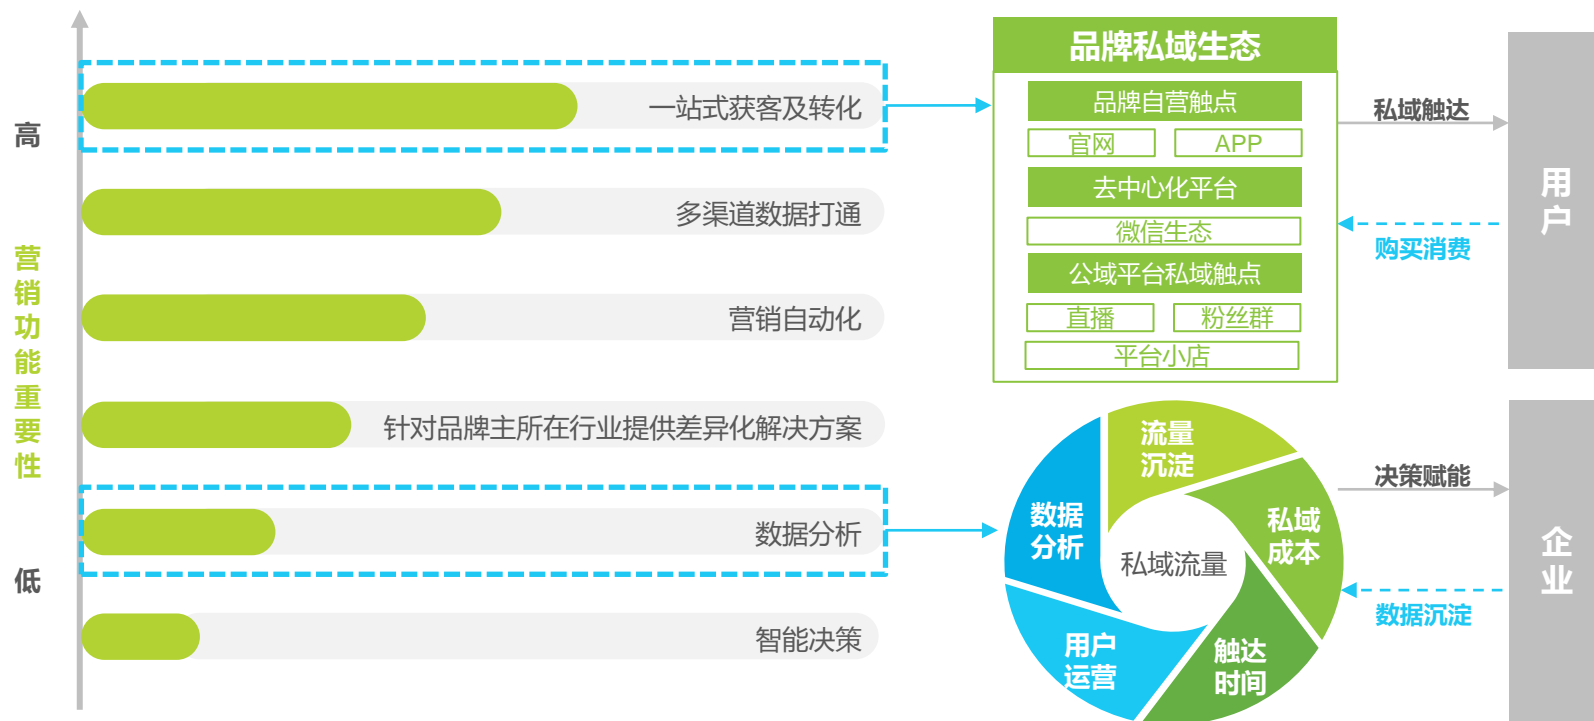 高
营销功能重要性
低
一站式获客及转化
多渠道数据打通
营销自动化
针对品牌主所在行业提供差异化解决方案
数据分析
智能决策
品牌私域生态
品牌自营触点
官网 APP
去中心化平台
微信生态
公域平台私域触点
直播 粉丝群
平台小店
私域触达
购买消费
用户
流量
沉淀
私域
成本
触达
时间
用户
运营
数据
分析
私域流量
决策赋能
数据沉淀
企业